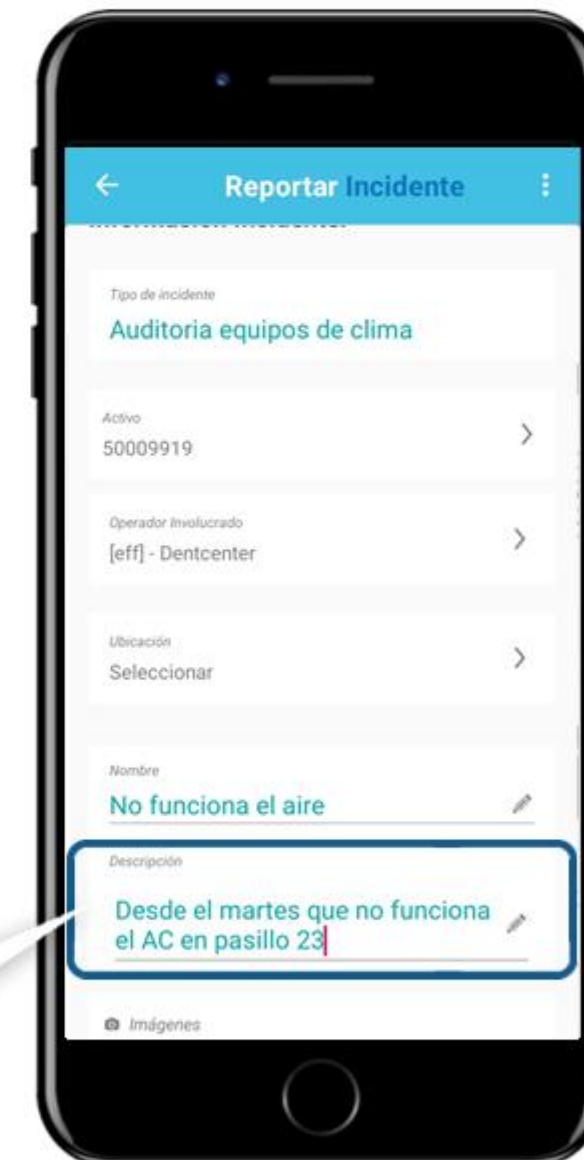 Reportar Incidente
Tipo de incidente
Auditoria equipos de clima
Activo
50009919
Operador Involucrado
[eff] - Dentcenter
Ubicación
Seleccionar
Nombre
No funciona el aire
Descripción
Desde el martes que no funciona
el AC en pasillo 23
Imágenes